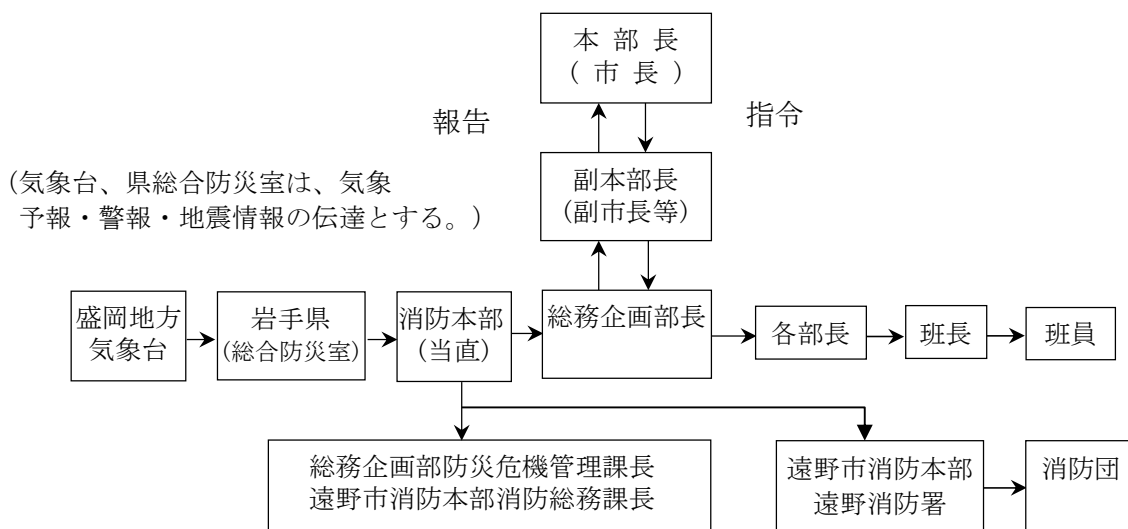 本 部 長
( 市 長 )
報告
指令
(気象台、県総合防災室は、気象
予報・警報・地震情報の伝達とする。)
副本部長
(副市長等)
盛岡地方
気象台
岩手県
(総合防災室)
消防本部
(当直)
総務企画部長
各部長
班長
班員
総務企画部防災危機管理課長
遠野市消防本部消防総務課長
遠野市消防本部
遠野消防署
消防団